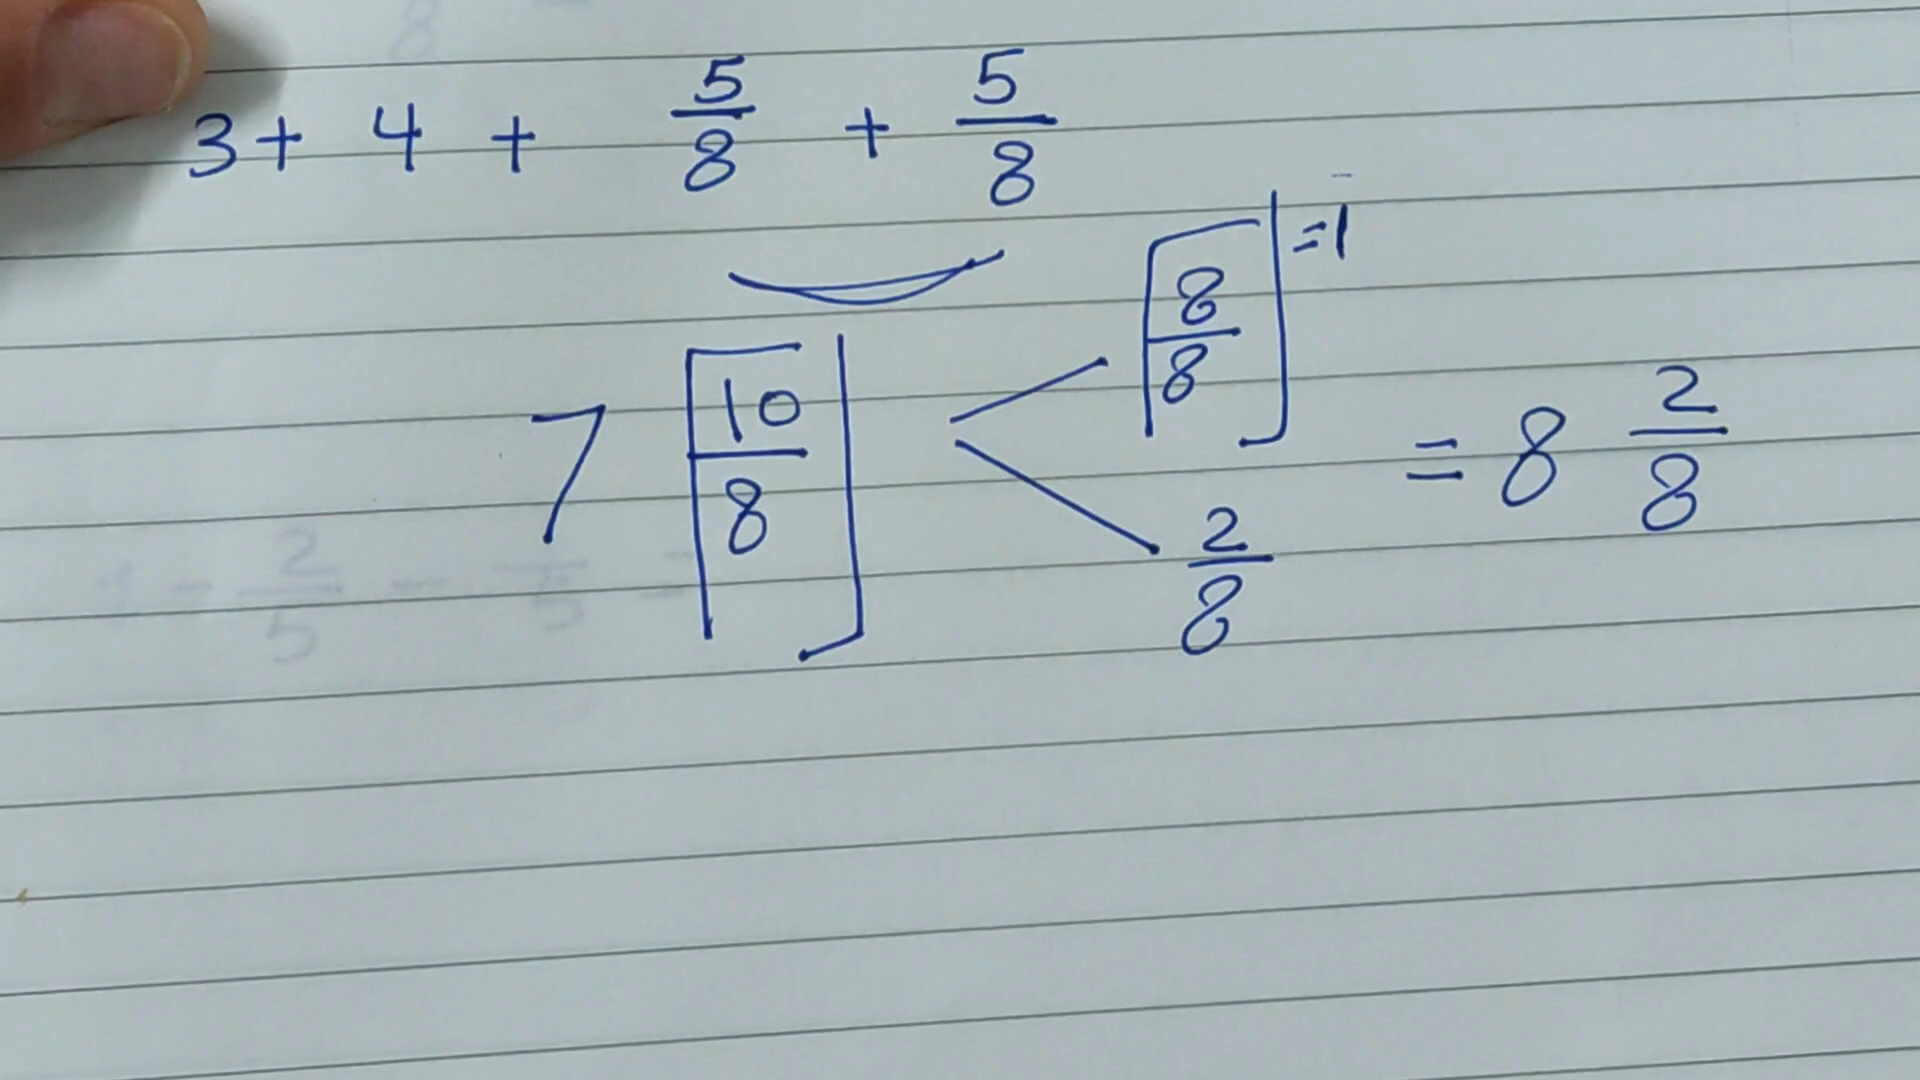 3 + 4 + 5/8 + 5/8
7 [10/8] [8/8] = 1
2/8
= 8 2/8